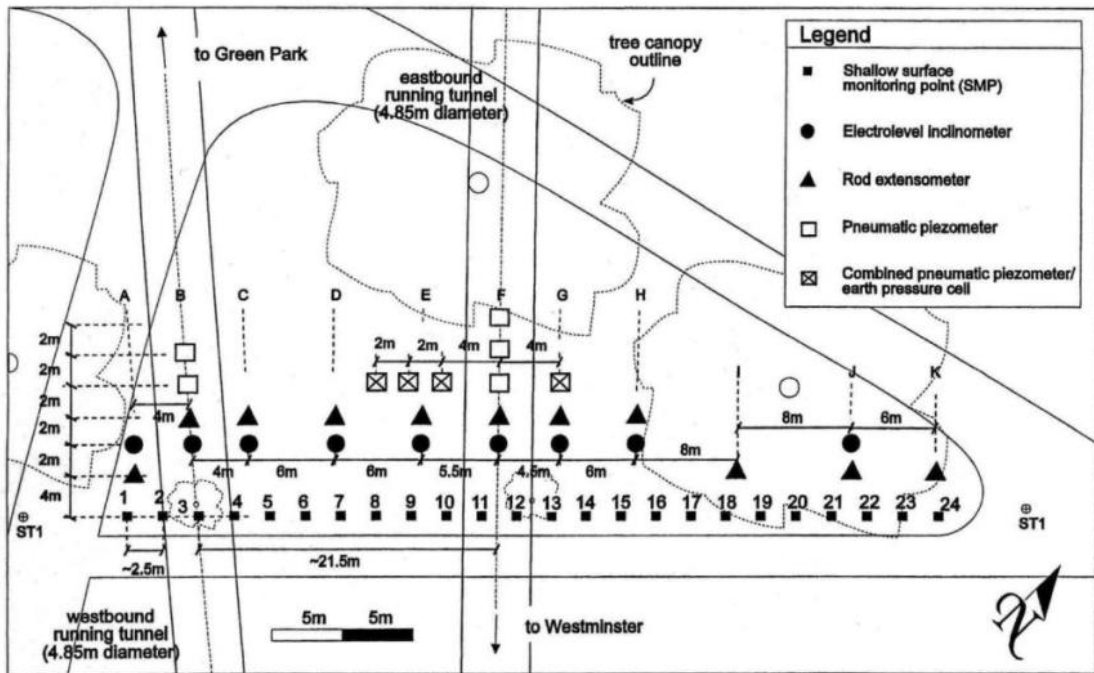 to Green Park
eastbound
running tunnel
(4.85m diameter)
tree canopy
outline
Legend
Shallow surface
monitoring point (SMP)
Electrolevel inclinometer
Rod extensometer
Pneumatic piezometer
Combined pneumatic piezometer/
earth pressure cell
A B C D E F G H
2m
2m 2m 4m 4m
2m
I J K
2m
4m
8m 6m
2m
2m
4m 6m 6m 5.5m 4.5m 6m 8m
4m
1 2 3 4 5 6 7 8 9 10 11 12 13 14 15 16 17 18 19 20 21 22 23 24
ST1 ST1
~2.5m ~21.5m
westbound
running tunnel
(4.85m diameter)
5m 5m
to Westminster
N